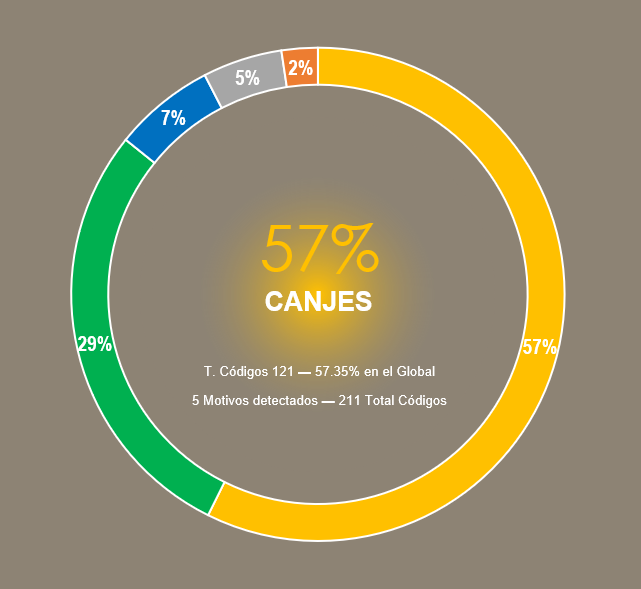 5%
2%
7%
57%
CANJES
29%
57%
T. Códigos 121 — 57.35% en el Global
5 Motivos detectados — 211 Total Códigos